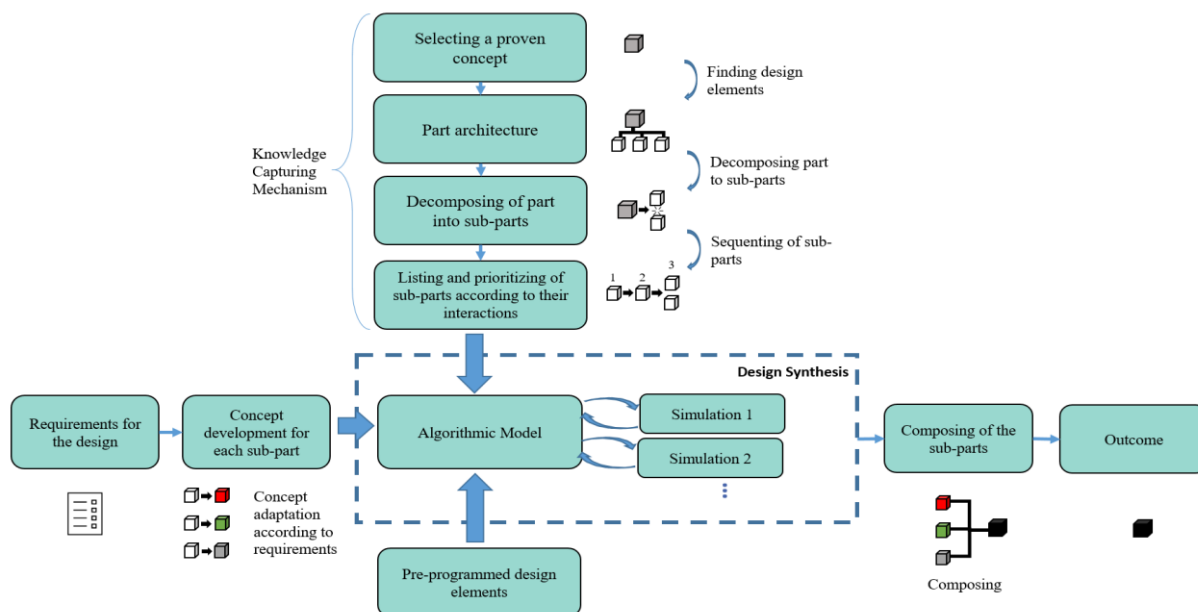 Selecting a proven
concept
Finding design
elements
Part architecture
Knowledge
Capturing
Mechanism
Decomposing part
to sub-parts
Decomposing of part
into sub-parts
Sequenting of sub-
parts
Listing and prioritizing of
sub-parts according to their
interactions
1 2 3
Design Synthesis
Requirements for
the design
Concept
development for
each sub-part
Algorithmic Model
Simulation 1
Simulation 2
Composing of the
sub-parts
Outcome
Concept
adaptation
according to
requirements
Pre-programmed design
elements
Composing